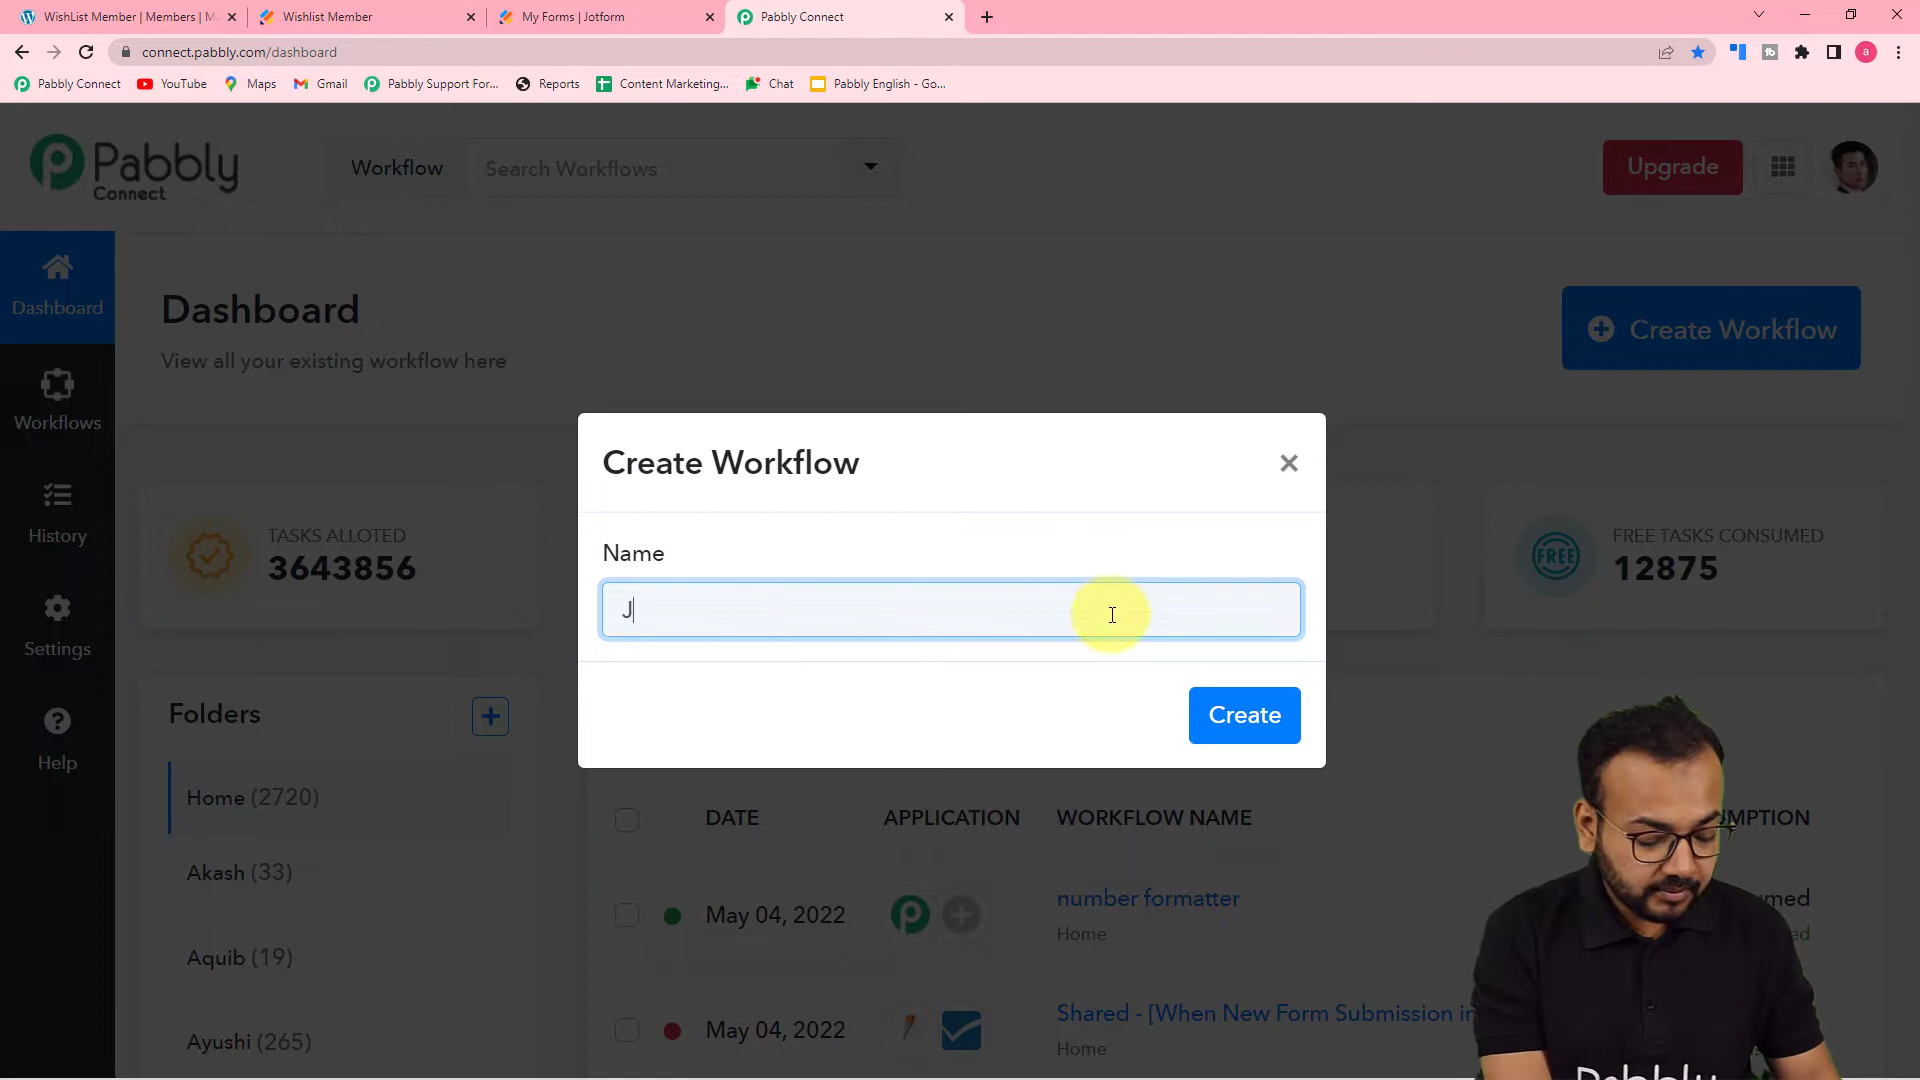 WishList Member | Members | Ma
Wishlist Member
My Forms | Jotform
Pabbly Connect
connect.pabbly.com/dashboard
Pabbly Connect
YouTube
Maps
Gmail
Pabbly Support For...
Reports
Content Marketing...
Chat
Pabbly English - Go...
Pabbly
Connect
Workflow
Search Workflows
Upgrade
Dashboard
Workflows
History
Settings
Help
Dashboard
View all your existing workflow here
Create Workflow
Create Workflow
Name
J
Create
TASKS ALLOTED
3643856
FREE TASKS CONSUMED
12875
Folders
Home (2720)
Akash (33)
Aquib (19)
Ayushi (265)
DATE
APPLICATION
WORKFLOW NAME
May 04, 2022
number formatter
Home
May 04, 2022
Shared - [When New Form Submission in
Home
Pabbly